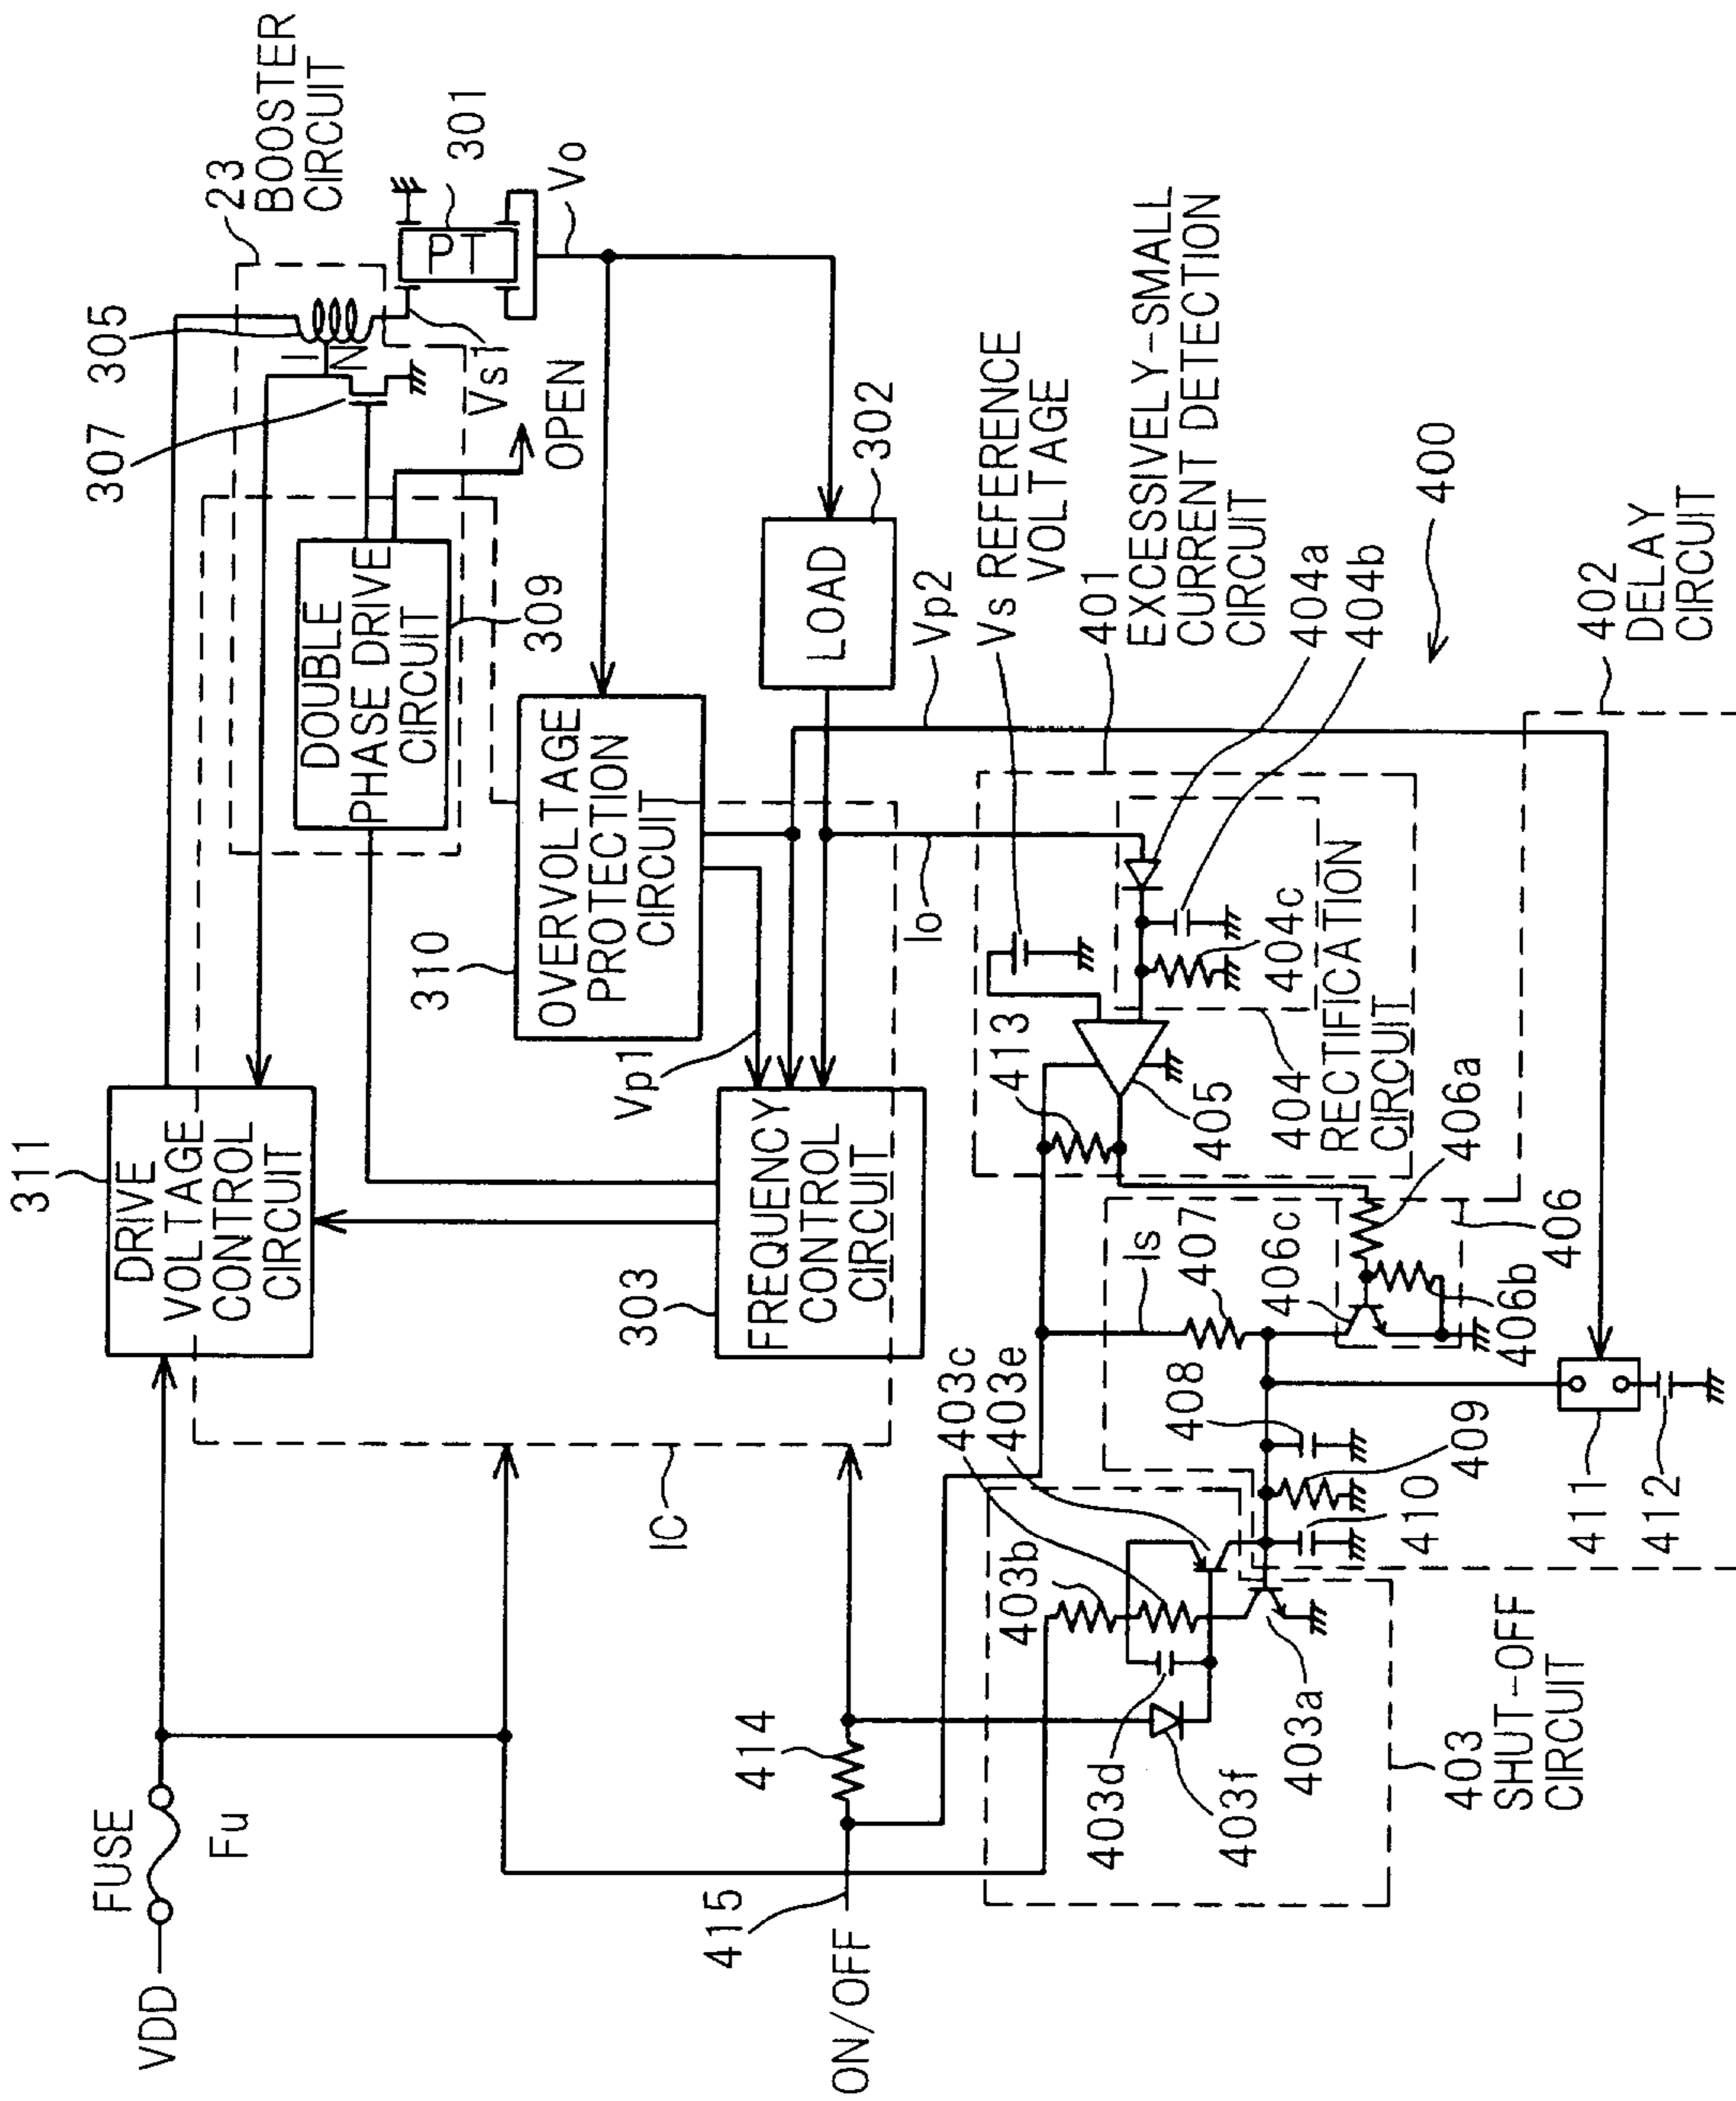 311
DRIVE
VOLTAGE
CONTROL
CIRCUIT
307
305
23
BOOSTER
CIRCUIT
IN
PT
301
Vs1
Vo
OPEN
DOUBLE
PHASE DRIVE
CIRCUIT
309
310
OVERVOLTAGE
PROTECTION
CIRCUIT
Vp1
303
FREQUENCY
CONTROL
CIRCUIT
LOAD
302
VDD
FUSE
Fu
IC
ON/OFF
415
414
Io
Vp2
Vs REFERENCE
VOLTAGE
401
EXCESSIVELY-SMALL
CURRENT DETECTION
CIRCUIT
404a
404b
404c
413
405
404
RECTIFICATION
CIRCUIT
400
402
DELAY
CIRCUIT
Is
407
406c
406a
406
406b
408
409
410
411
412
403c
403e
403b
403d
403f
403a
403
SHUT-OFF
CIRCUIT